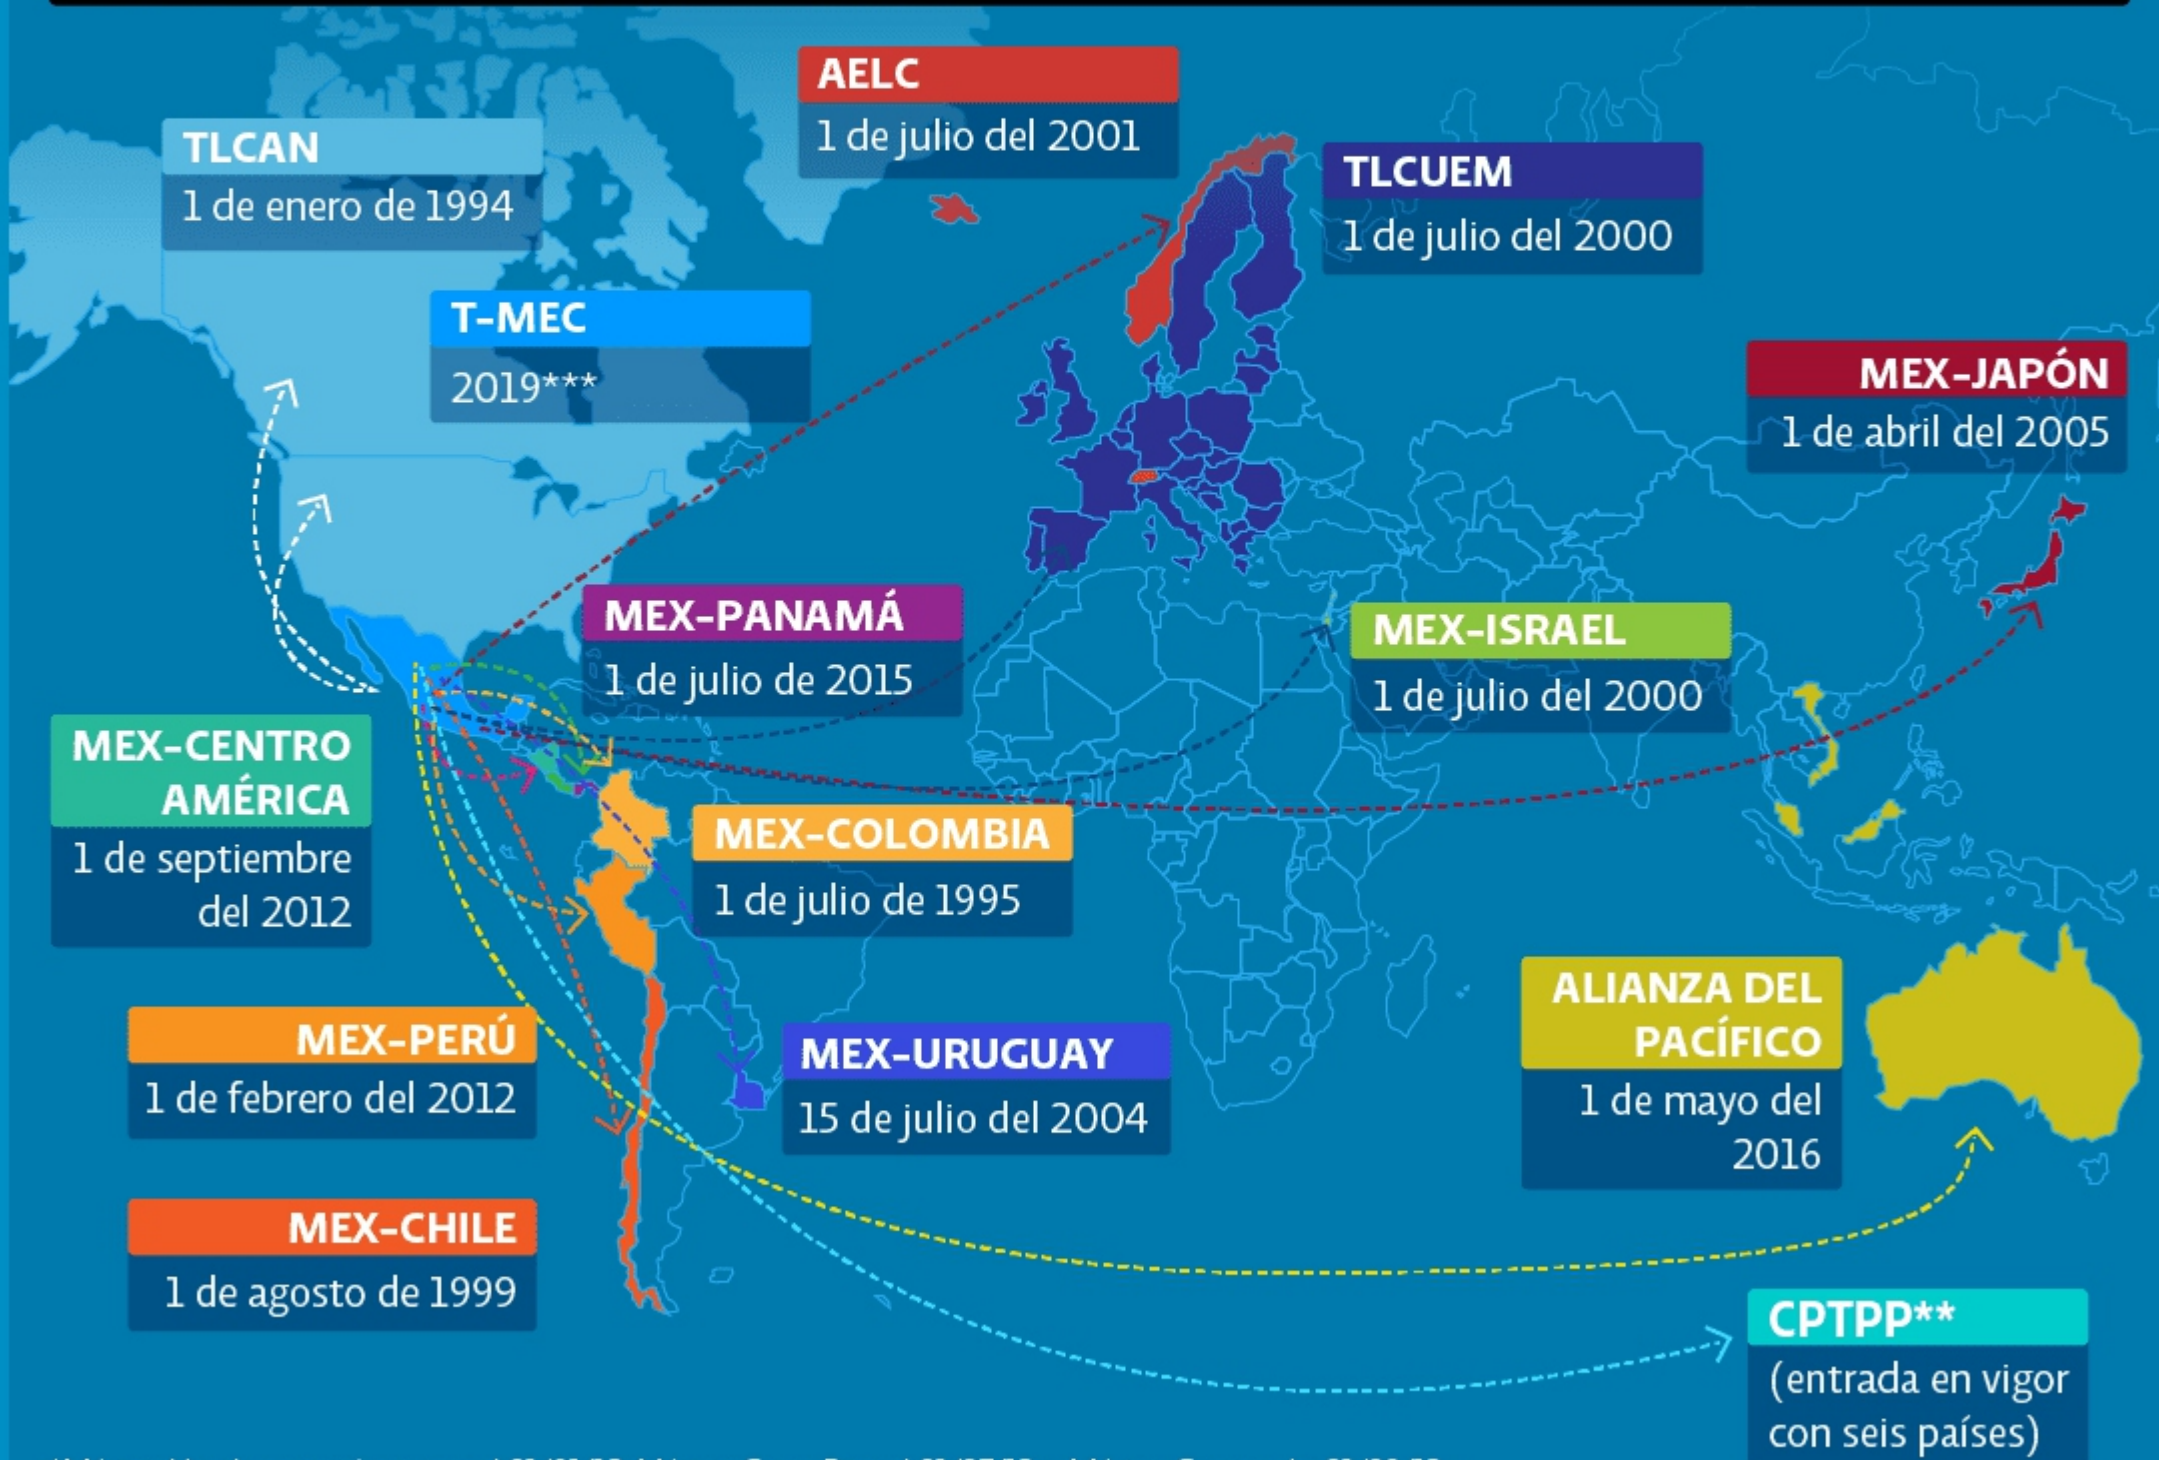 AELC
1 de julio del 2001
TLCAN
1 de enero de 1994
TLCUEM
1 de julio del 2000
T-MEC
2019***
MEX-JAPÓN
1 de abril del 2005
MEX-PANAMÁ
1 de julio de 2015
MEX-ISRAEL
1 de julio del 2000
MEX-CENTRO
AMÉRICA
1 de septiembre
del 2012
MEX-COLOMBIA
1 de julio de 1995
ALIANZA DEL
PACÍFICO
1 de mayo del
2016
MEX-PERÚ
1 de febrero del 2012
MEX-URUGUAY
15 de julio del 2004
MEX-CHILE
1 de agosto de 1999
CPTPP**
(entrada en vigor
con seis países)